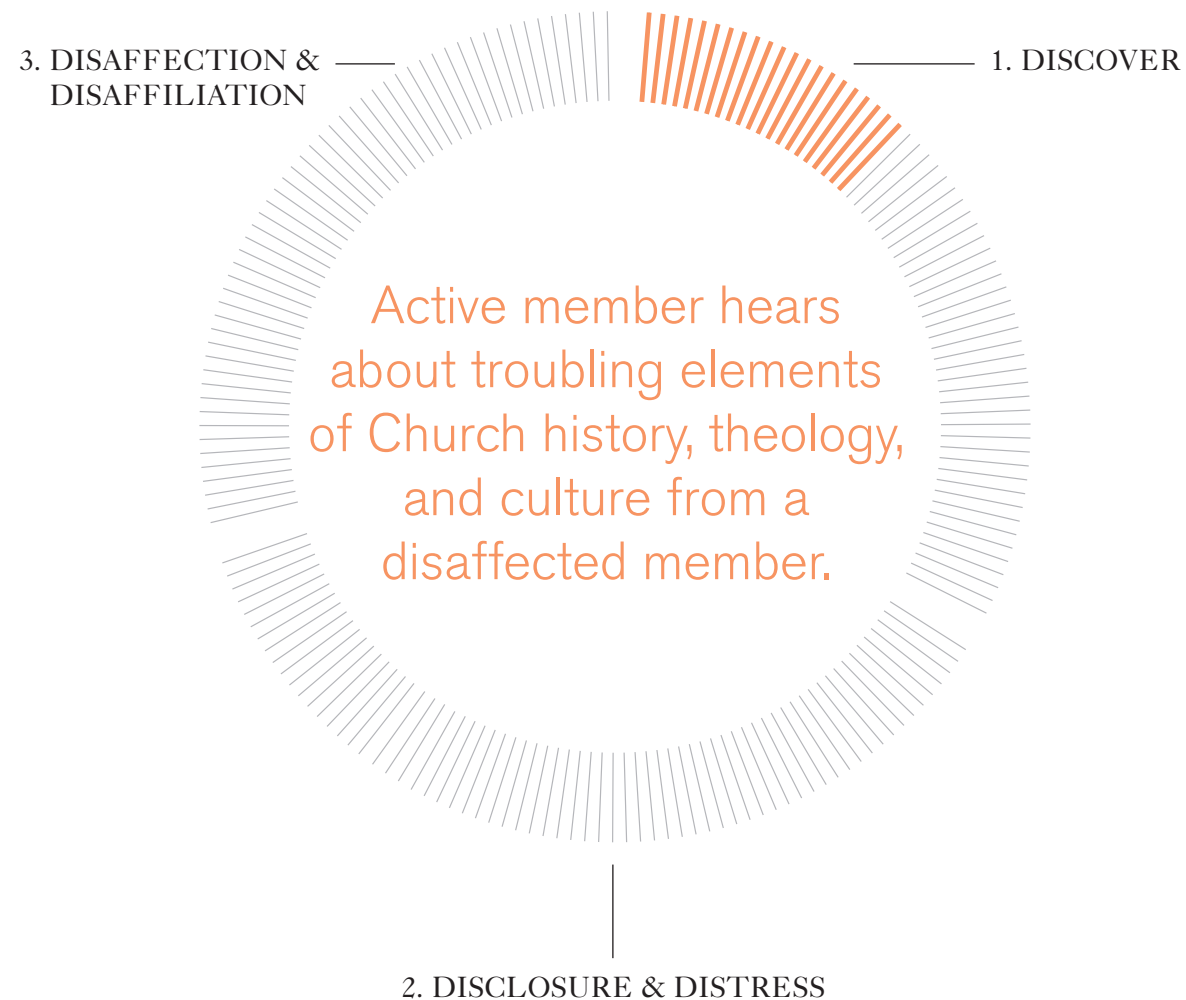 3. DISAFFECTION &
DISAFFILIATION
1. DISCOVER
Active member hears
about troubling elements
of Church history, theology,
and culture from a
disaffected member.
2. DISCLOSURE & DISTRESS